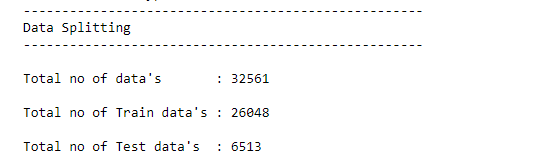 -----------------------------------------------------
Data Splitting
-----------------------------------------------------
Total no of data's       : 32561
Total no of Train data's : 26048
Total no of Test data's  : 6513